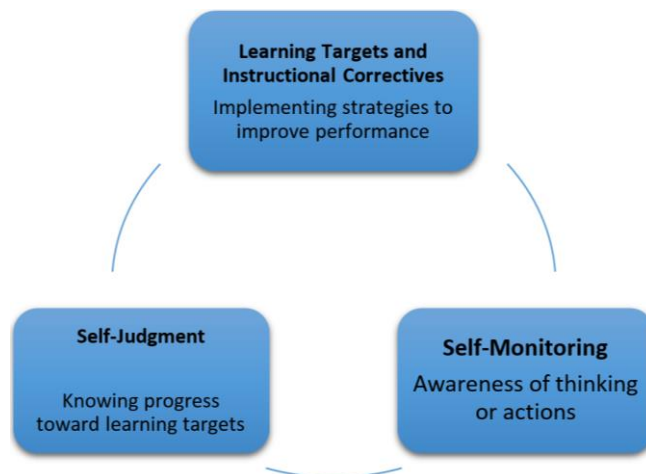 Learning Targets and
Instructional Correctives
Implementing strategies to
improve performance
Self-Judgment
Knowing progress
toward learning targets
Self-Monitoring
Awareness of thinking
or actions